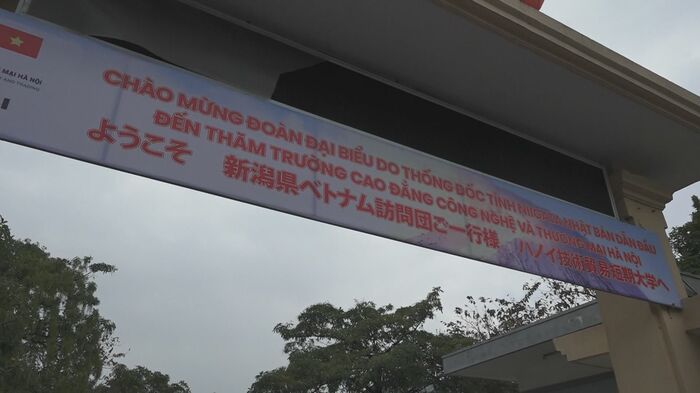 MẠI HÀ NỘI
AND TRADING
CHÀO MỪNG ĐOÀN ĐẠI BIỂU DO THỐNG ĐỐC TỈNH NIIGATA NHẬT BẢN DẪN ĐẦU
ĐẾN THĂM TRƯỜNG CAO ĐẲNG CÔNG NGHỆ VÀ THƯƠNG MẠI HÀ NỘI
ようこそ 新潟県ベトナム訪問団ご一行様 ハノイ技術貿易短期大学へ